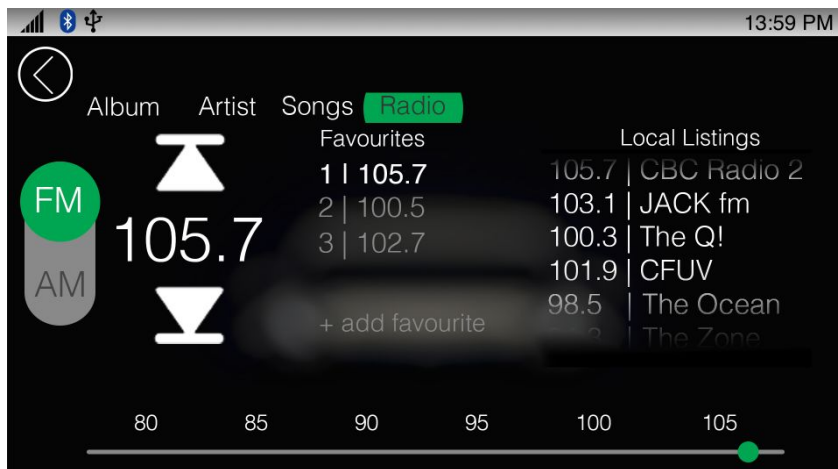 13:59 PM
Album Artist Songs Radio
FM
AM
105.7
Favourites
1 | 105.7
2 | 100.5
3 | 102.7
+ add favourite
Local Listings
105.7 | CBC Radio 2
103.1 | JACK fm
100.3 | The Q!
101.9 | CFUV
98.5 | The Ocean
| The Zone
80 85 90 95 100 105